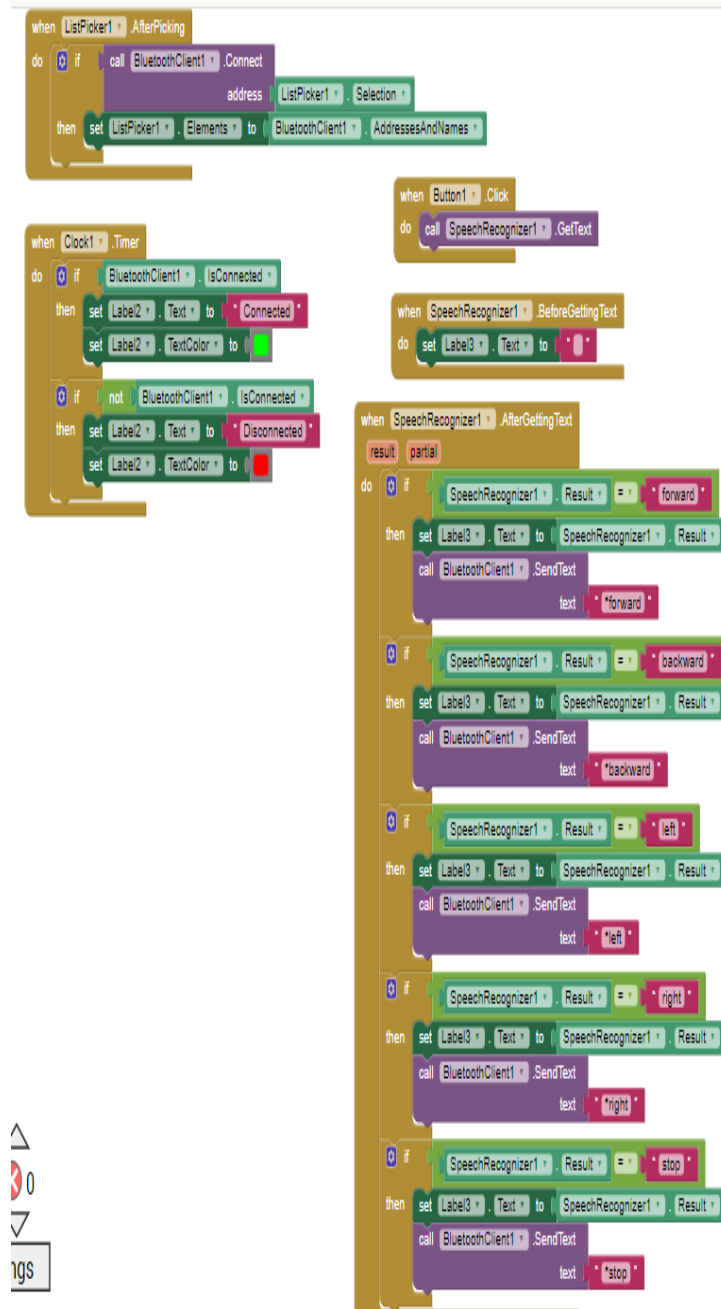 when ListPicker1 .AfterPicking
do if call BluetoothClient1 .Connect
address ListPicker1 . Selection
then set ListPicker1 . Elements to BluetoothClient1 . AddressesAndNames
when Button1 .Click
do call SpeechRecognizer1 .GetText
when Clock1 .Timer
do if BluetoothClient1 . IsConnected
then set Label2 . Text to " Connected "
set Label2 . TextColor to
if not BluetoothClient1 . IsConnected
then set Label2 . Text to " Disconnected "
set Label2 . TextColor to
when SpeechRecognizer1 .BeforeGettingText
do set Label3 . Text to " "
when SpeechRecognizer1 .AfterGettingText
result partial
do if SpeechRecognizer1 . Result = " forward "
then set Label3 . Text to SpeechRecognizer1 . Result
call BluetoothClient1 .SendText
text " *forward "
if SpeechRecognizer1 . Result = " backward "
then set Label3 . Text to SpeechRecognizer1 . Result
call BluetoothClient1 .SendText
text " *backward "
if SpeechRecognizer1 . Result = " left "
then set Label3 . Text to SpeechRecognizer1 . Result
call BluetoothClient1 .SendText
text " *left "
if SpeechRecognizer1 . Result = " right "
then set Label3 . Text to SpeechRecognizer1 . Result
call BluetoothClient1 .SendText
text " *right "
if SpeechRecognizer1 . Result = " stop "
then set Label3 . Text to SpeechRecognizer1 . Result
call BluetoothClient1 .SendText
text " *stop "
0
ngs